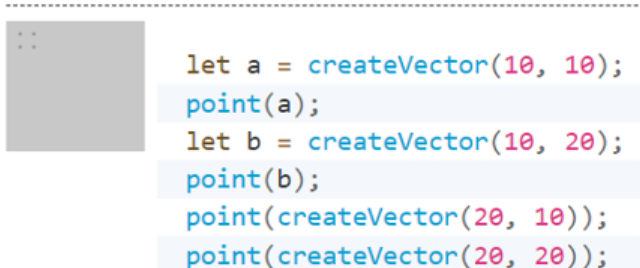 let a = createVector(10, 10);
point(a);
let b = createVector(10, 20);
point(b);
point(createVector(20, 10));
point(createVector(20, 20));